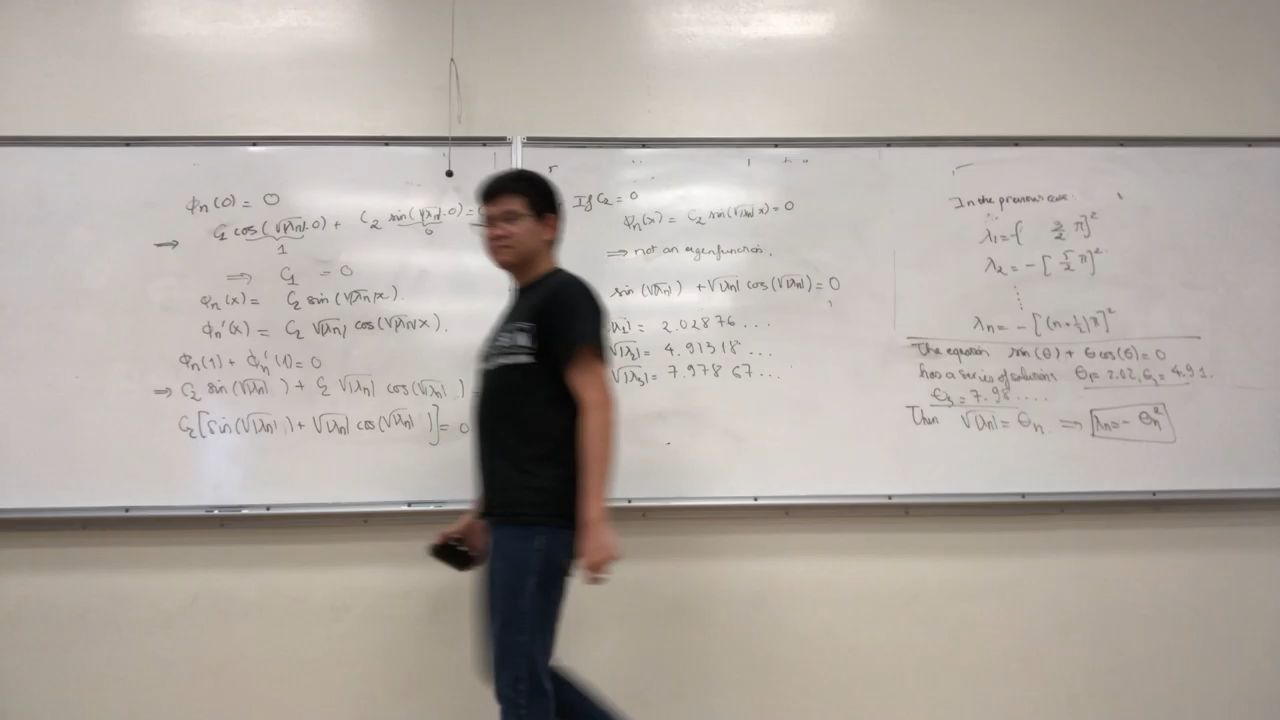 ϕn(0) = 0
⇒ C1 cos(√|λn|·0) + C2 sin(√|λn|·0) =
1 0
⇒ C1 = 0
ϕn(x) = C2 sin(√|λn| x).
ϕn'(x) = C2 √|λn| cos(√|λn| x).
ϕn(1) + ϕn'(1) = 0
⇒ C2 sin(√|λn|) + C2 √|λn| cos(√|λn|)
C2[sin(√|λn|) + √|λn| cos(√|λn|)] = 0
If C2 = 0
ϕn(x) = C2 sin(√|λn| x) = 0
⇒ not an eigenfunction.
sin(√|λn|) + √|λn| cos(√|λn|) = 0
= 2.02876...
√|λ2| = 4.91318...
√|λ3| = 7.97867...
In the previous case:
λ1 = -[ 3/2 π]²
λ2 = -[ 5/2 π]²
λn = -[(n+½)π]²
The equation sin(θ) + θcos(θ) = 0
has a series of solutions θ1 = 2.02, θ2 = 4.91.
θ3 = 7.98....
Then √|λn| = θn ⇒ λn = - θn²